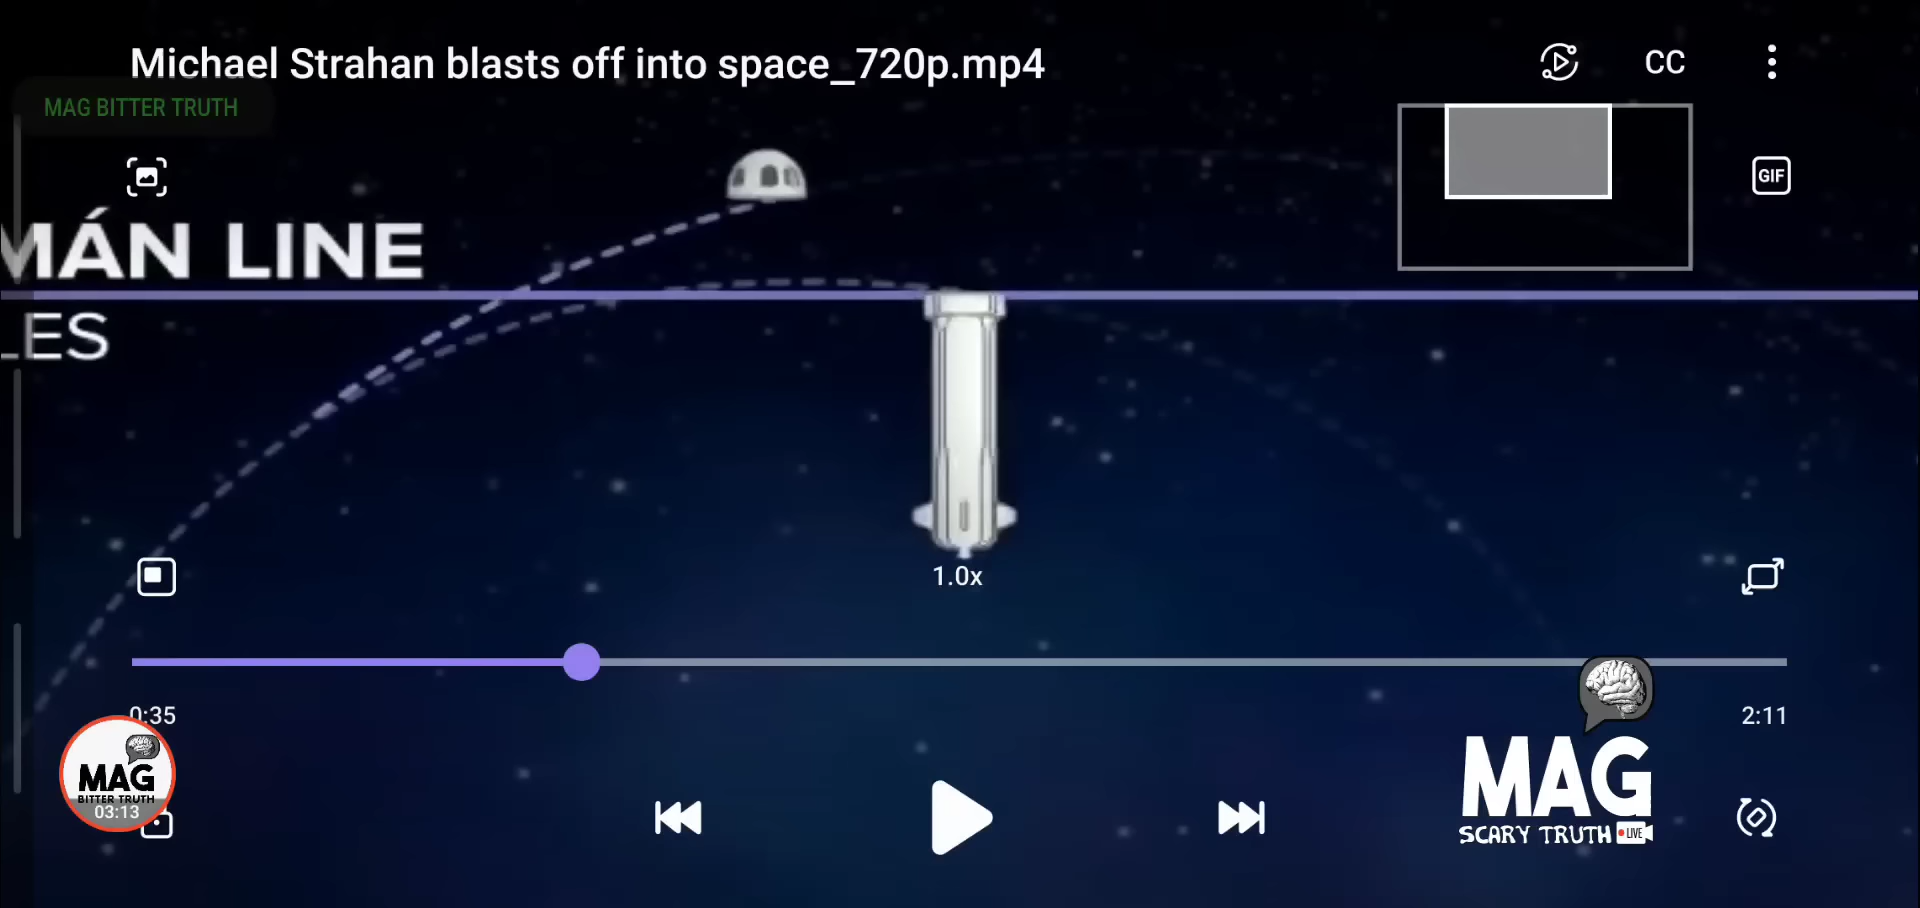 Michael Strahan blasts off into space_720p.mp4
CC
MAG BITTER TRUTH
GIF
MÁN LINE
LES
1.0x
0:35
2:11
MAG
BITTER TRUTH
03:13
MAG
SCARY TRUTH LIVE